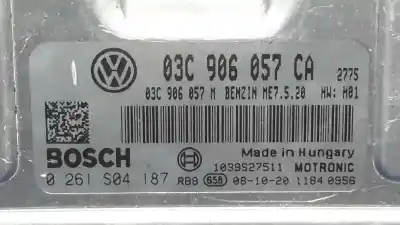 03C 906 057 CA 2775
03C 906 057 M BENZIN ME7.5.20 HW: H01
BOSCH
Made in Hungary
1039S27511 MOTRONIC
0 261 S04 187 RB8 658 08-10-20 1184 0956